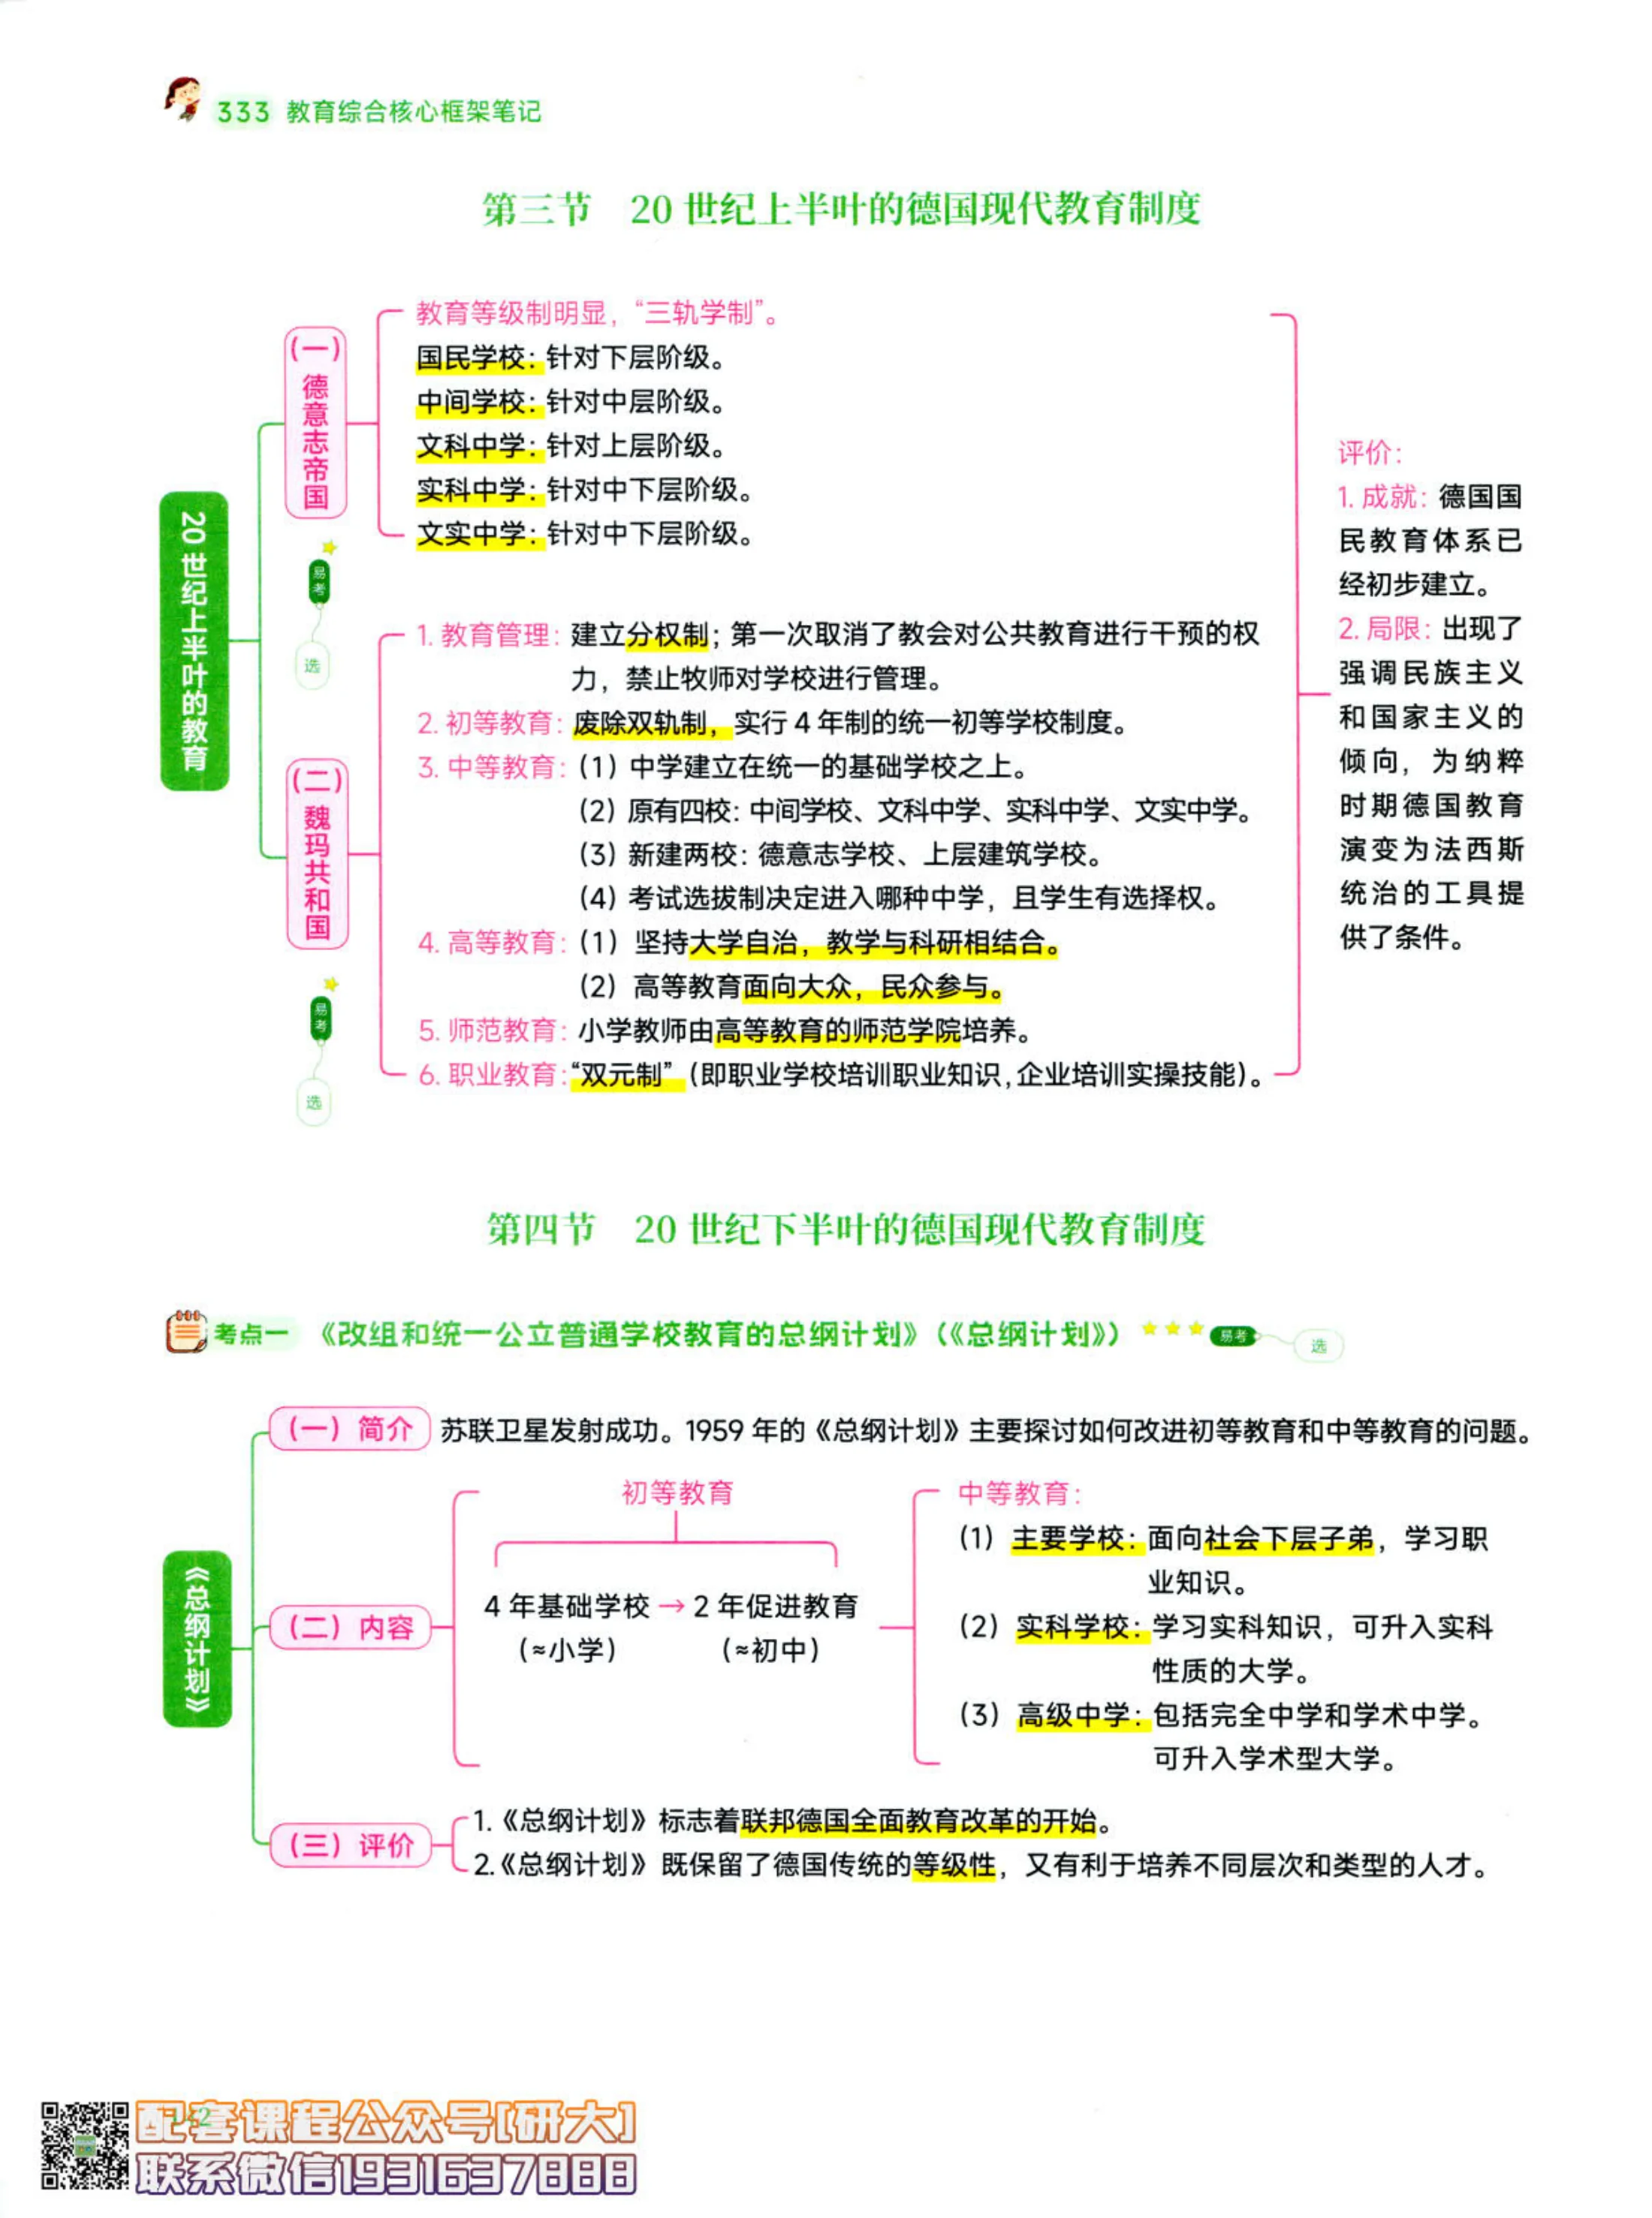 333 教育综合核心框架笔记
第三节 20 世纪上半叶的德国现代教育制度
20世纪上半叶的教育
(一)德意志帝国
易考
选
教育等级制明显，“三轨学制”。
国民学校：针对下层阶级。
中间学校：针对中层阶级。
文科中学：针对上层阶级。
实科中学：针对中下层阶级。
文实中学：针对中下层阶级。
(二)魏玛共和国
易考
选
1. 教育管理：建立分权制；第一次取消了教会对公共教育进行干预的权
力，禁止牧师对学校进行管理。
2. 初等教育：废除双轨制，实行 4 年制的统一初等学校制度。
3. 中等教育：（1）中学建立在统一的基础学校之上。
（2）原有四校：中间学校、文科中学、实科中学、文实中学。
（3）新建两校：德意志学校、上层建筑学校。
（4）考试选拔制决定进入哪种中学，且学生有选择权。
4. 高等教育：（1）坚持大学自治，教学与科研相结合。
（2）高等教育面向大众，民众参与。
5. 师范教育：小学教师由高等教育的师范学院培养。
6. 职业教育：“双元制”（即职业学校培训职业知识，企业培训实操技能）。
评价：
1. 成就：德国国
民教育体系已
经初步建立。
2. 局限：出现了
强调民族主义
和国家主义的
倾向，为纳粹
时期德国教育
演变为法西斯
统治的工具提
供了条件。
第四节 20 世纪下半叶的德国现代教育制度
考点一 《改组和统一公立普通学校教育的总纲计划》（《总纲计划》） 易考 选
《总纲计划》
（一）简介 苏联卫星发射成功。1959 年的《总纲计划》主要探讨如何改进初等教育和中等教育的问题。
（二）内容
初等教育
4 年基础学校→2 年促进教育
（≈小学） （≈初中）
中等教育：
（1）主要学校：面向社会下层子弟，学习职
业知识。
（2）实科学校：学习实科知识，可升入实科
性质的大学。
（3）高级中学：包括完全中学和学术中学。
可升入学术型大学。
（三）评价
1.《总纲计划》标志着联邦德国全面教育改革的开始。
2.《总纲计划》既保留了德国传统的等级性，又有利于培养不同层次和类型的人才。
配套课程公众号[研大]
联系微信1931637888